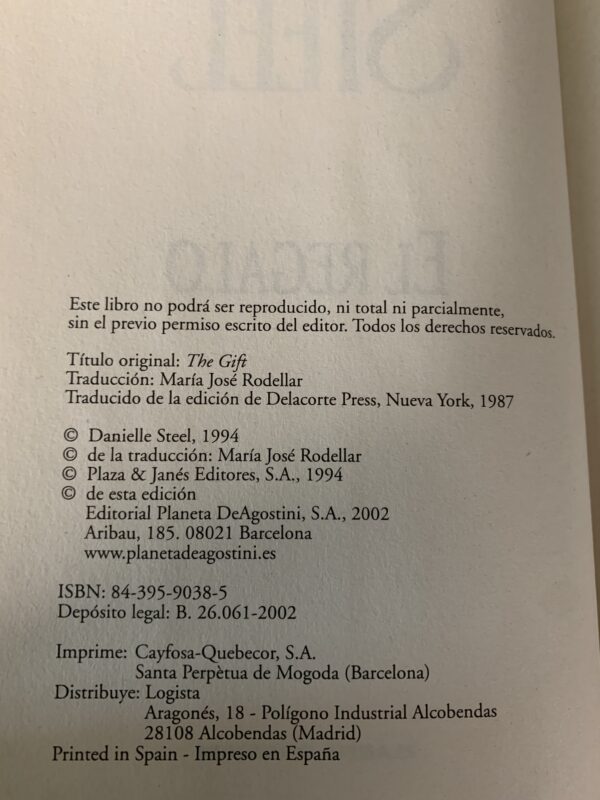 Este libro no podrá ser reproducido, ni total ni parcialmente,
sin el previo permiso escrito del editor. Todos los derechos reservados.
Título original: The Gift
Traducción: María José Rodellar
Traducido de la edición de Delacorte Press, Nueva York, 1987
© Danielle Steel, 1994
© de la traducción: María José Rodellar
© Plaza & Janés Editores, S.A., 1994
© de esta edición
Editorial Planeta DeAgostini, S.A., 2002
Aribau, 185. 08021 Barcelona
www.planetadeagostini.es
ISBN: 84-395-9038-5
Depósito legal: B. 26.061-2002
Imprime: Cayfosa-Quebecor, S.A.
Santa Perpètua de Mogoda (Barcelona)
Distribuye: Logista
Aragonés, 18 - Polígono Industrial Alcobendas
28108 Alcobendas (Madrid)
Printed in Spain - Impreso en España